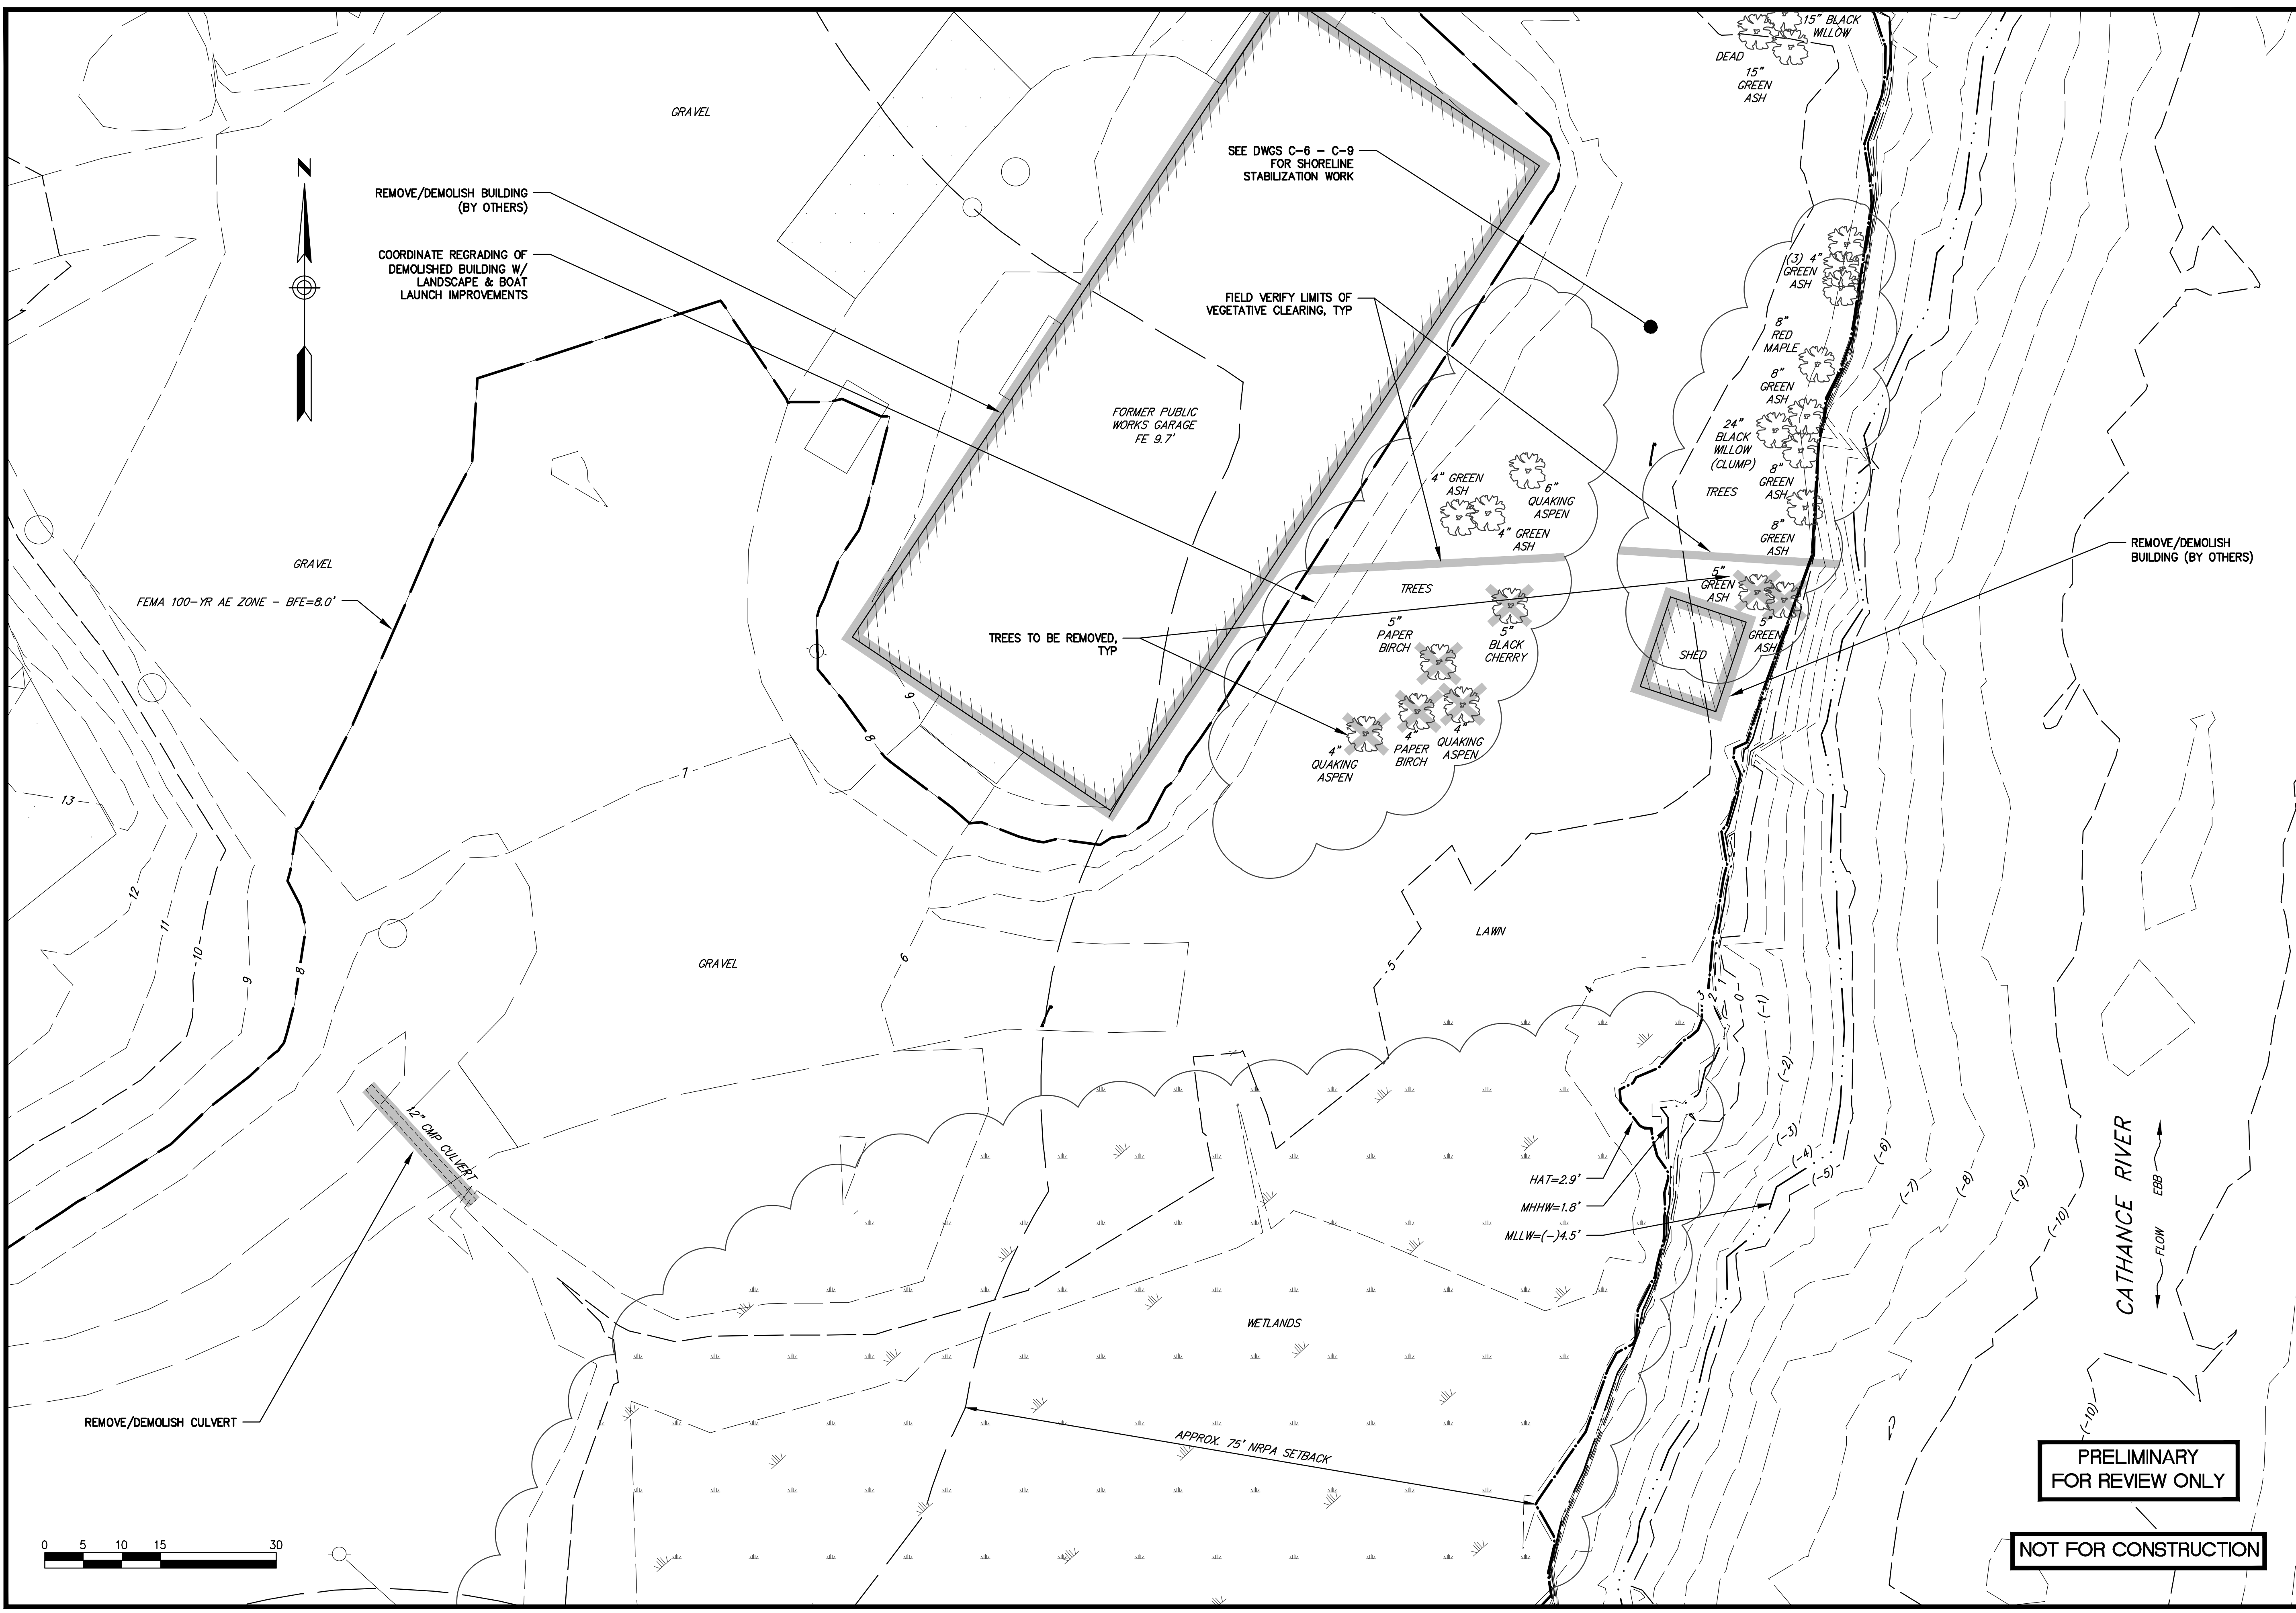 15" BLACK
WILLOW
DEAD
15"
GREEN
ASH
GRAVEL
N
REMOVE/DEMOLISH BUILDING
(BY OTHERS)
COORDINATE REGRADING OF
DEMOLISHED BUILDING W/
LANDSCAPE & BOAT
LAUNCH IMPROVEMENTS
SEE DWGS C-6 - C-9
FOR SHORELINE
STABILIZATION WORK
FIELD VERIFY LIMITS OF
VEGETATIVE CLEARING, TYP
(3) 4"
GREEN
ASH
8"
RED
MAPLE
8"
GREEN
ASH
24"
BLACK
WILLOW
(CLUMP)
8"
GREEN
ASH
TREES
8"
GREEN
ASH
FORMER PUBLIC
WORKS GARAGE
FE 9.7'
4" GREEN
ASH
6"
QUAKING
ASPEN
4" GREEN
ASH
REMOVE/DEMOLISH
BUILDING (BY OTHERS)
GRAVEL
FEMA 100-YR AE ZONE - BFE=8.0'
TREES
5"
GREEN
ASH
5"
GREEN
ASH
SHED
TREES TO BE REMOVED,
TYP
5"
PAPER
BIRCH
5"
BLACK
CHERRY
4"
QUAKING
ASPEN
4"
PAPER
BIRCH
4"
QUAKING
ASPEN
9
8
7
13
12
11
10
9
8
GRAVEL
6
LAWN
5
4
3
2
1
0
(-1)
(-2)
(-3)
(-4)
(-5)
(-6)
(-7)
(-8)
(-9)
(-10)
12" CMP CULVERT
HAT=2.9'
MHHW=1.8'
MLLW=(-)4.5'
CATHANCE RIVER
FLOW EBB
WETLANDS
REMOVE/DEMOLISH CULVERT
APPROX. 75' NRPA SETBACK
(-10)
PRELIMINARY
FOR REVIEW ONLY
NOT FOR CONSTRUCTION
0 5 10 15 30